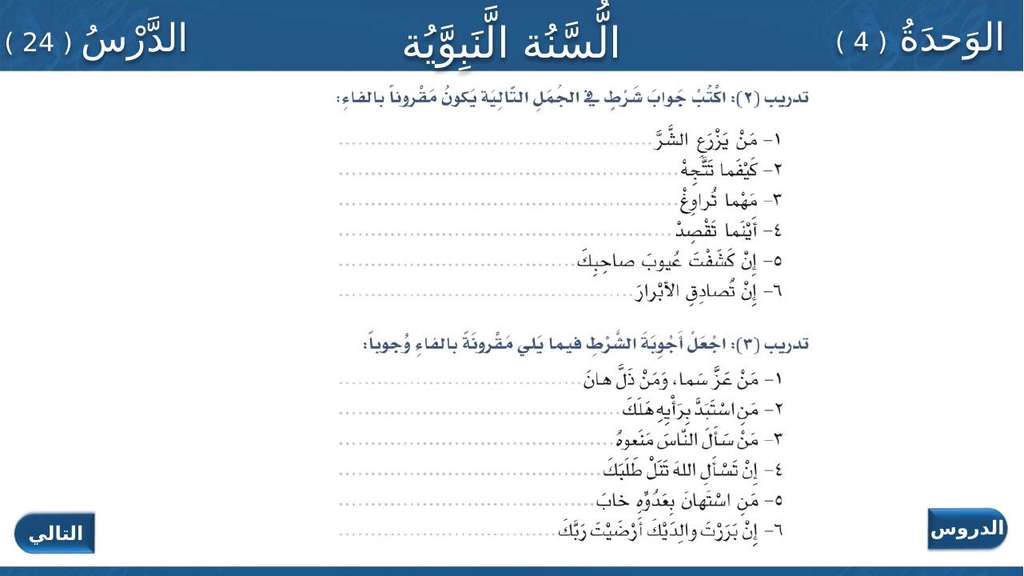 الوَحدَةُ ( 4 )
السُّنَّة النَّبِوَّيُة
الدَّرْسُ ( 24 )
تدريب (٢): اكْتُبْ جَوابَ شَرْطٍ في الجُمَلِ التّالِيَة يَكونُ مَقْروناً بالفاءِ:
١– مَنْ يَزْرَعِ الشَّرَّ ........................................
٢– كَيْفَما تَتَّجِهْ ........................................
٣– مَهْما تُراوِغْ ........................................
٤– أَيْنَما تَقْصِدْ ........................................
٥– إِنْ كَشَفْتَ عُيوبَ صاحِبِكَ ........................................
٦– إِنْ تُصادِقِ الأَبْرارَ ........................................
تدريب (٣): اجْعَلْ أَجْوِبَةَ الشَّرْطِ فيما يَلي مَقْرونَةً بالفاءِ وُجوباً:
١– مَنْ عَزَّ سَما، وَمَنْ ذَلَّ هانَ ........................................
٢– مَنِ اسْتَبَدَّ بِرَأْيِهِ هَلَكَ ........................................
٣– مَنْ سَأَلَ النّاسَ مَنَعوهُ ........................................
٤– إِنْ تَسْأَلِ اللهَ تَنَلْ طَلَبَكَ ........................................
٥– مَنِ اسْتَهانَ بِعَدُوِّهِ خابَ ........................................
٦– إِنْ بَرَرْتَ والِدَيْكَ أَرْضَيْتَ رَبَّكَ ........................................
الدروس
التالي